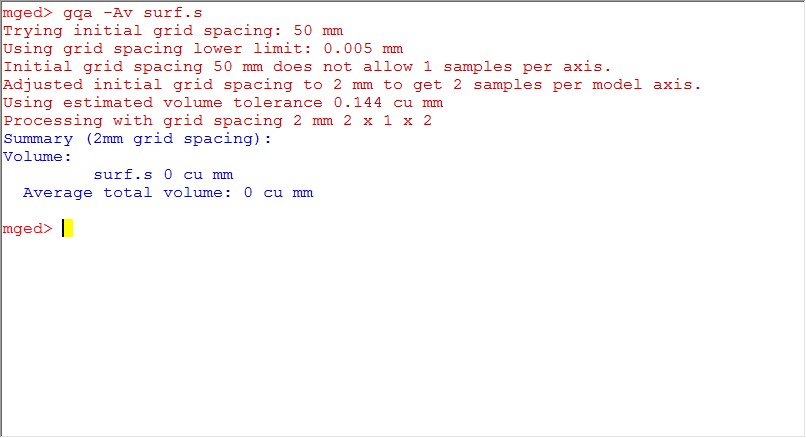 mged> gqa -Av surf.s
Trying initial grid spacing: 50 mm
Using grid spacing lower limit: 0.005 mm
Initial grid spacing 50 mm does not allow 1 samples per axis.
Adjusted initial grid spacing to 2 mm to get 2 samples per model axis.
Using estimated volume tolerance 0.144 cu mm
Processing with grid spacing 2 mm 2 x 1 x 2
Summary (2mm grid spacing):
Volume:
surf.s 0 cu mm
Average total volume: 0 cu mm
mged>